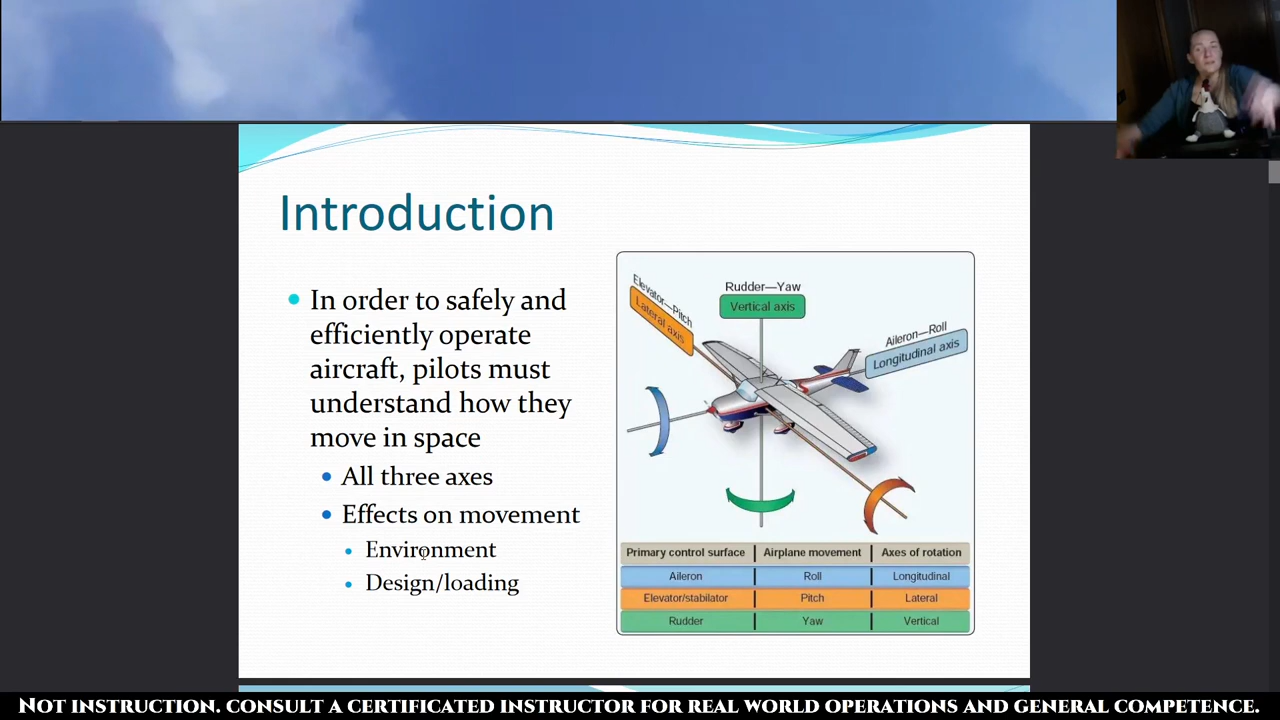 Introduction
In order to safely and
efficiently operate
aircraft, pilots must
understand how they
move in space
All three axes
Effects on movement
Environment
Design/loading
Elevator—Pitch
Lateral axis
Rudder—Yaw
Vertical axis
Aileron—Roll
Longitudinal axis
Primary control surface Airplane movement Axes of rotation
Aileron Roll Longitudinal
Elevator/stabilator Pitch Lateral
Rudder Yaw Vertical
Not instruction. consult a certificated instructor for real world operations and general competence.